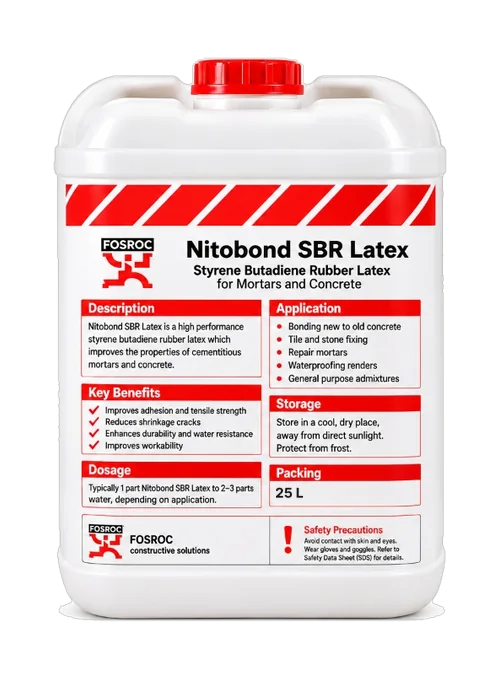 FOSROC
Nitobond SBR Latex
Styrene Butadiene Rubber Latex
for Mortars and Concrete
Description
Nitobond SBR Latex is a high performance
styrene butadiene rubber latex which
improves the properties of cementitious
mortars and concrete.
Key Benefits
Improves adhesion and tensile strength
Reduces shrinkage cracks
Enhances durability and water resistance
Improves workability
Dosage
Typically 1 part Nitobond SBR Latex to 2–3 parts
water, depending on application.
Application
• Bonding new to old concrete
• Tile and stone fixing
• Repair mortars
• Waterproofing renders
• General purpose admixtures
Storage
Store in a cool, dry place,
away from direct sunlight.
Protect from frost.
Packing
25 L
FOSROC
FOSROC
constructive solutions
Safety Precautions
Avoid contact with skin and eyes.
Wear gloves and goggles. Refer to
Safety Data Sheet (SDS) for details.